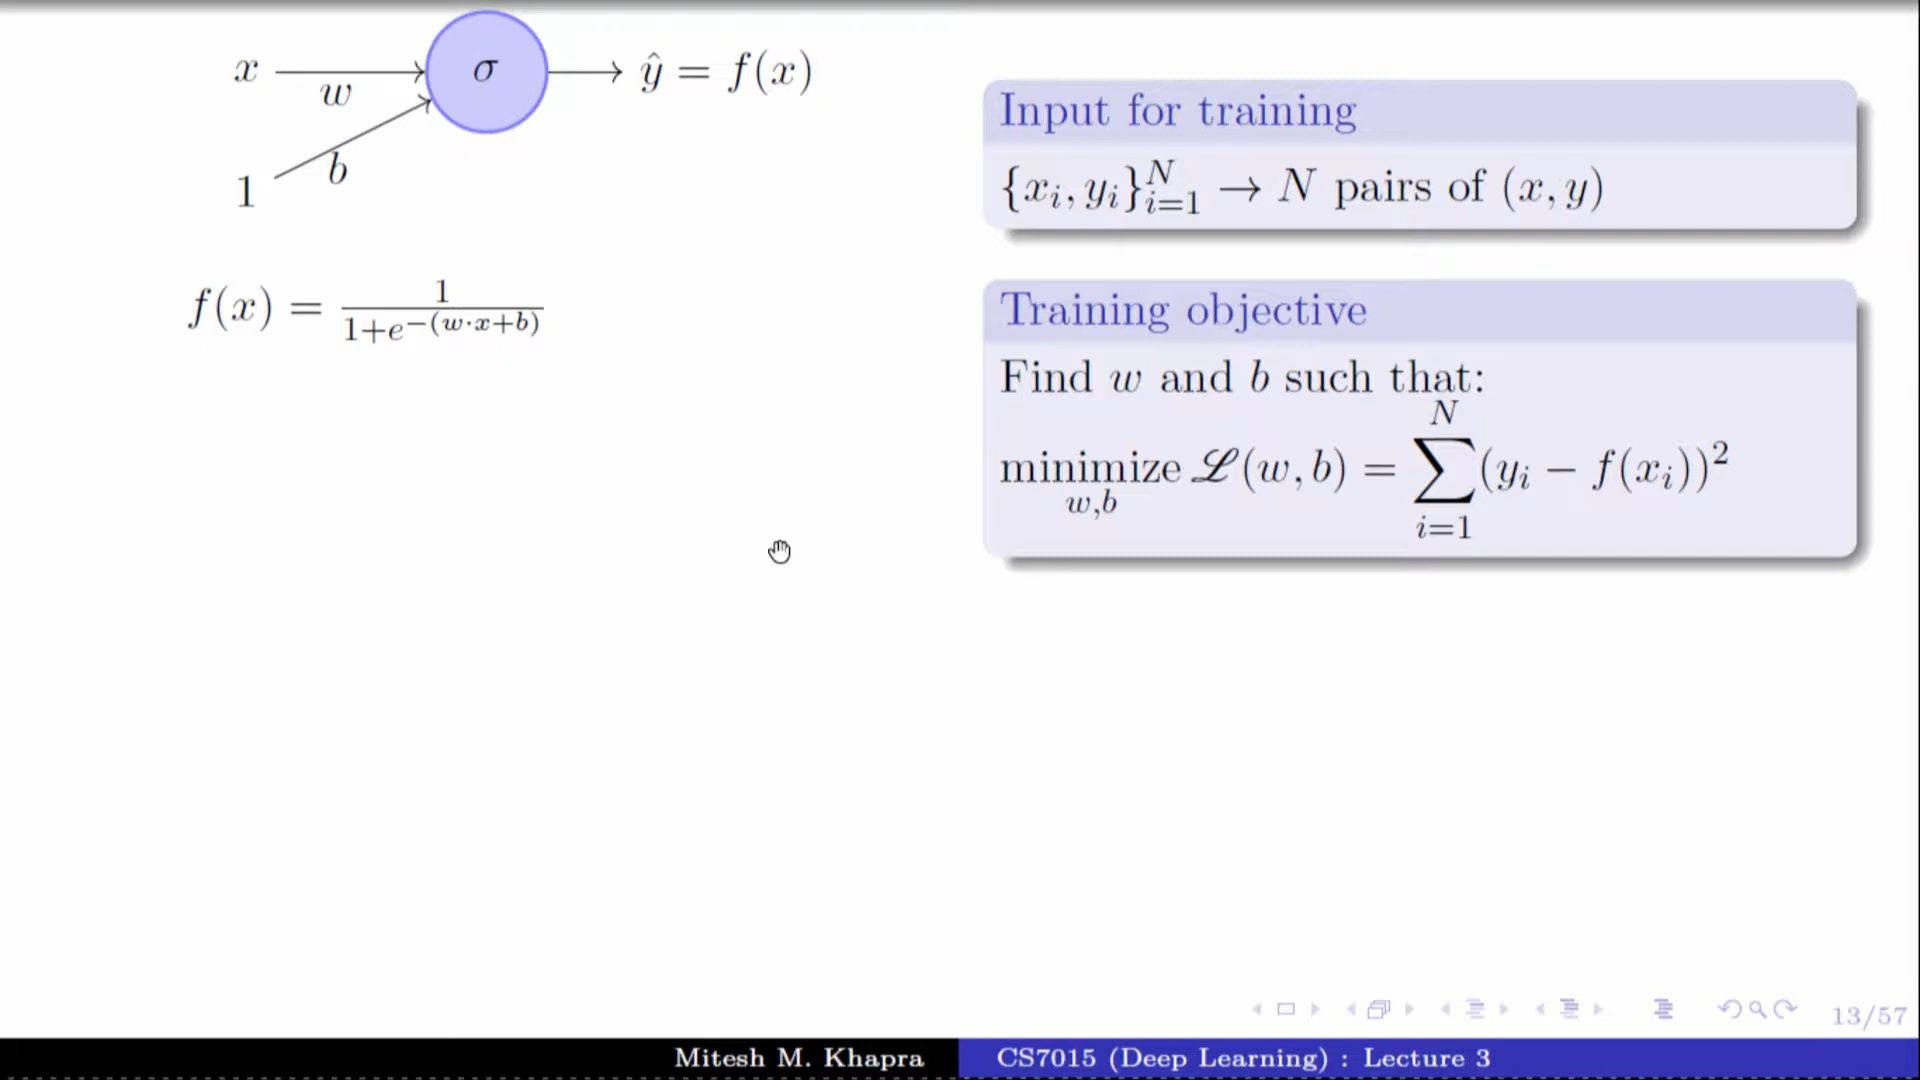 x
w
σ
ŷ = f(x)
1
b
f(x) = 1/(1+e^{−(w·x+b)})
Input for training
{x_i, y_i}_{i=1}^{N} → N pairs of (x, y)
Training objective
Find w and b such that:
minimize_{w,b} ℒ(w, b) = ∑_{i=1}^{N} (y_i − f(x_i))²
13/57
Mitesh M. Khapra
CS7015 (Deep Learning) : Lecture 3